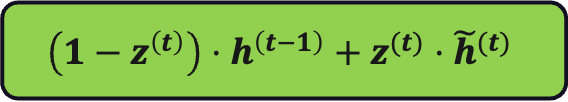 (1 − z^(t)) · h^(t−1) + z^(t) · h̃^(t)